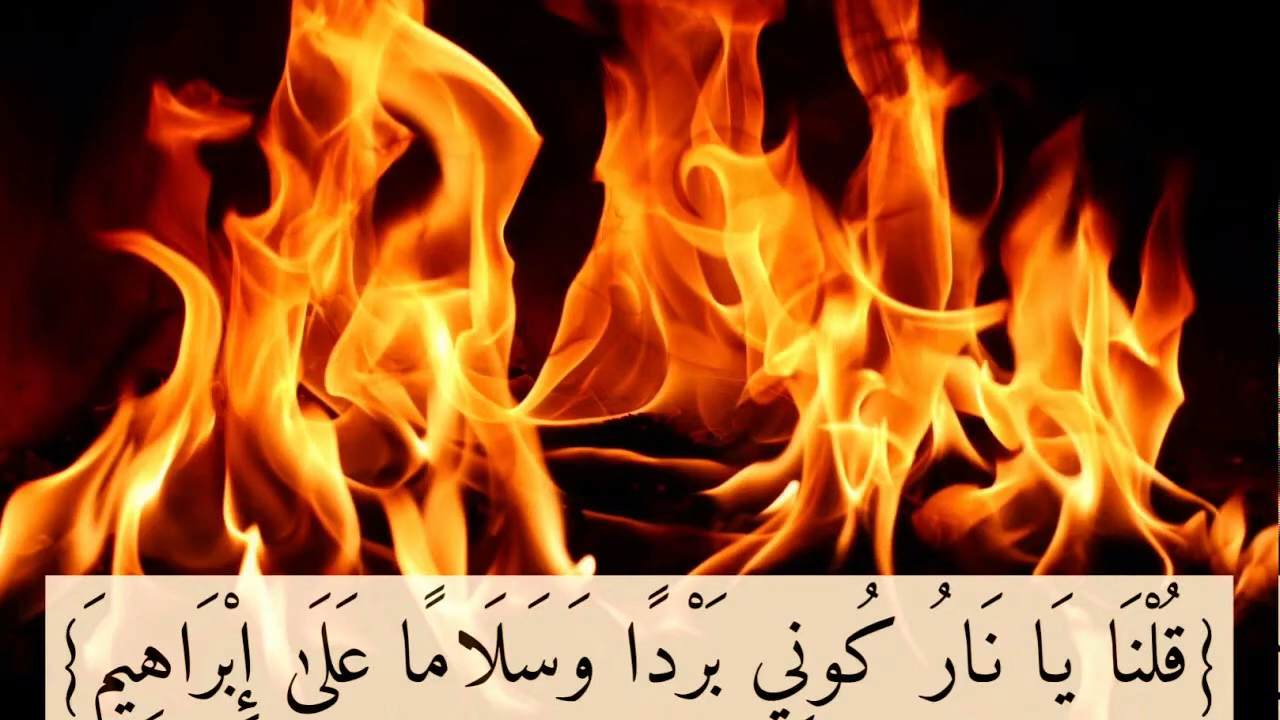 {قُلْنَا يَا نَارُ كُونِي بَرْدًا وَسَلَامًا عَلَىٰ إِبْرَاهِيمَ}